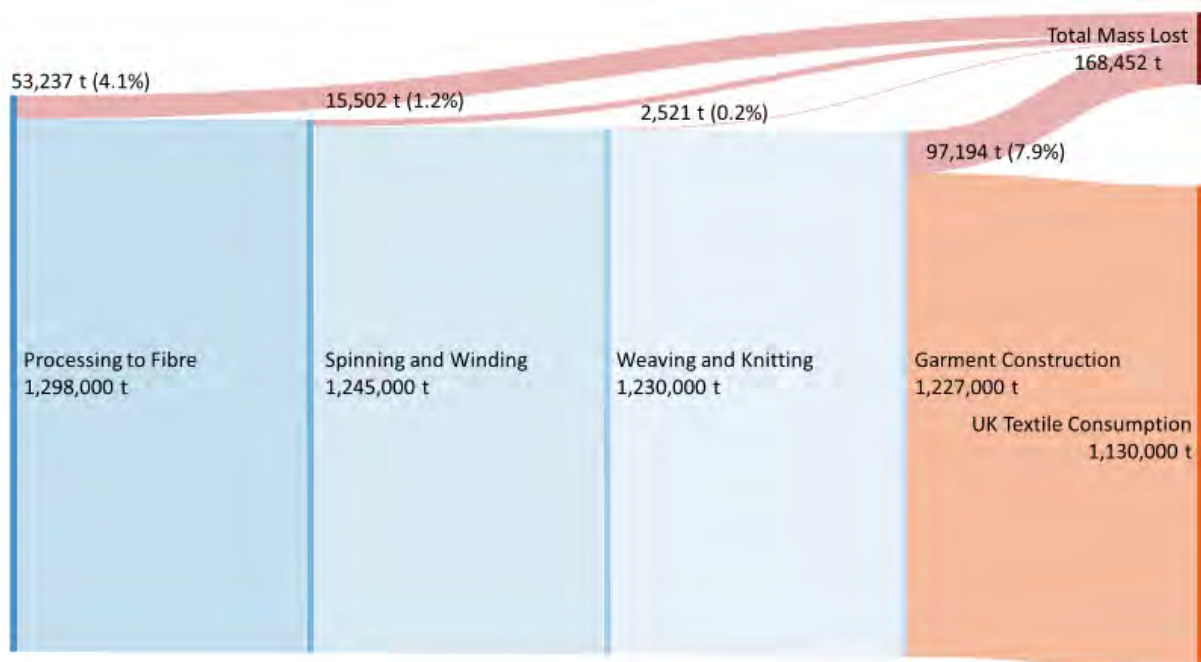 Total Mass Lost
168,452 t
53,237 t (4.1%)
15,502 t (1.2%)
2,521 t (0.2%)
97,194 t (7.9%)
Processing to Fibre
1,298,000 t
Spinning and Winding
1,245,000 t
Weaving and Knitting
1,230,000 t
Garment Construction
1,227,000 t
UK Textile Consumption
1,130,000 t